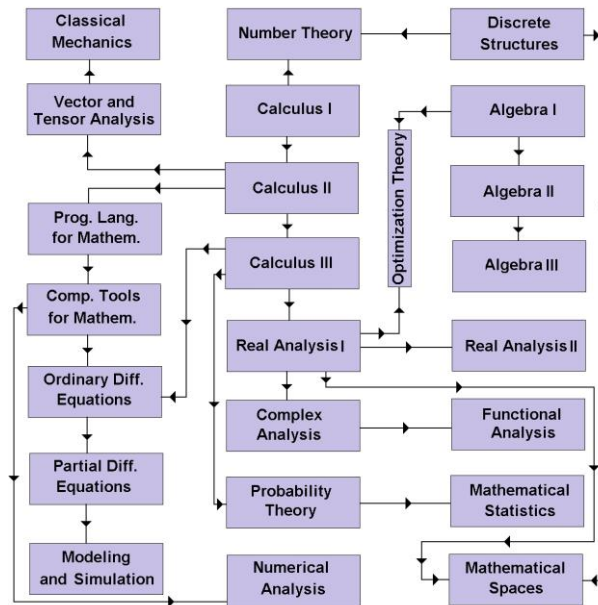 Classical
Mechanics
Number Theory
Discrete
Structures
Vector and
Tensor Analysis
Calculus I
Algebra I
Optimization Theory
Calculus II
Algebra II
Prog. Lang.
for Mathem.
Calculus III
Algebra III
Comp. Tools
for Mathem.
Real Analysis I
Real Analysis II
Ordinary Diff.
Equations
Complex
Analysis
Functional
Analysis
Partial Diff.
Equations
Probability
Theory
Mathematical
Statistics
Modeling
and Simulation
Numerical
Analysis
Mathematical
Spaces